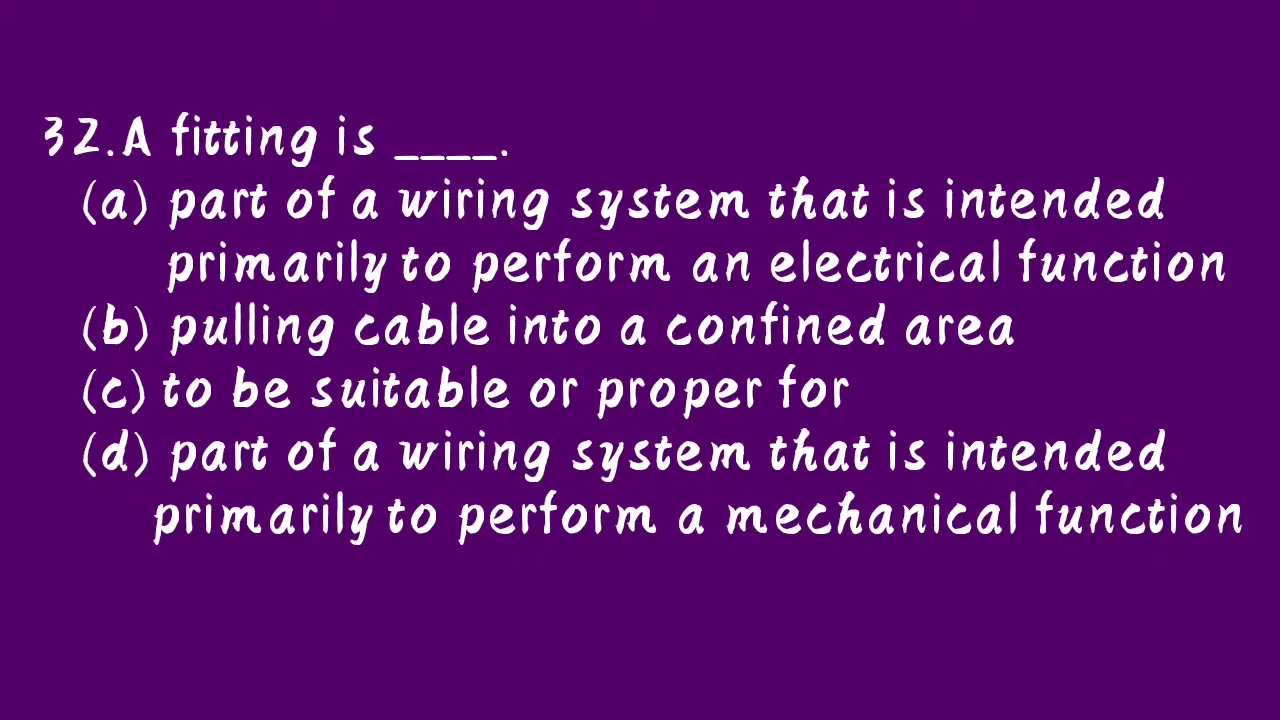 32.A fitting is ____.
(a) part of a wiring system that is intended
primarily to perform an electrical function
(b) pulling cable into a confined area
(c) to be suitable or proper for
(d) part of a wiring system that is intended
primarily to perform a mechanical function